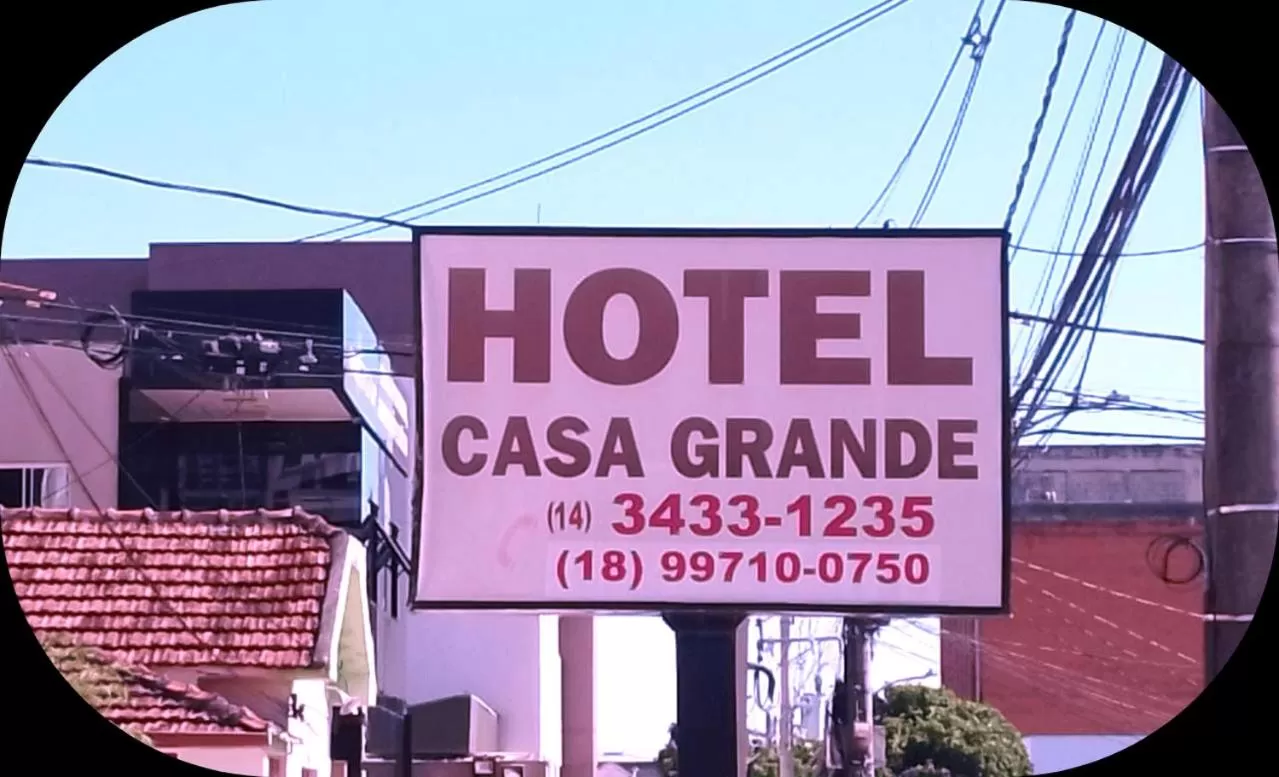 HOTEL
CASA GRANDE
(14) 3433-1235
(18) 99710-0750